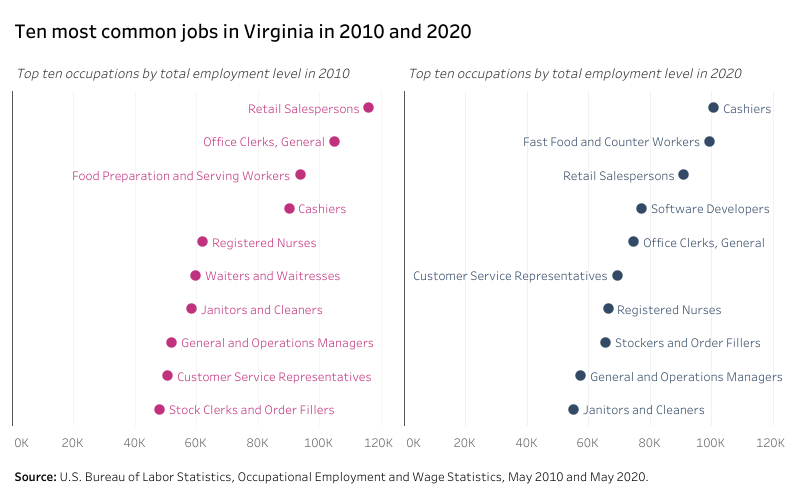 Ten most common jobs in Virginia in 2010 and 2020
Top ten occupations by total employment level in 2010
Retail Salespersons
Office Clerks, General
Food Preparation and Serving Workers
Cashiers
Registered Nurses
Waiters and Waitresses
Janitors and Cleaners
General and Operations Managers
Customer Service Representatives
Stock Clerks and Order Fillers
0K 20K 40K 60K 80K 100K 120K
Top ten occupations by total employment level in 2020
Cashiers
Fast Food and Counter Workers
Retail Salespersons
Software Developers
Office Clerks, General
Customer Service Representatives
Registered Nurses
Stockers and Order Fillers
General and Operations Managers
Janitors and Cleaners
0K 20K 40K 60K 80K 100K 120K
Source: U.S. Bureau of Labor Statistics, Occupational Employment and Wage Statistics, May 2010 and May 2020.